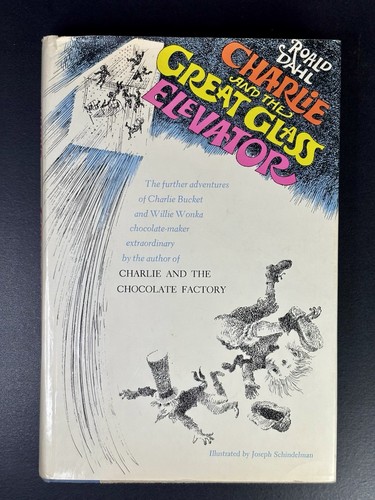 ROALD
DAHL
CHARLIE
AND THE
GREAT GLASS
ELEVATOR
The further adventures
of Charlie Bucket
and Willie Wonka
chocolate-maker
extraordinary
by the author of
CHARLIE AND THE
CHOCOLATE FACTORY
Illustrated by Joseph Schindelman